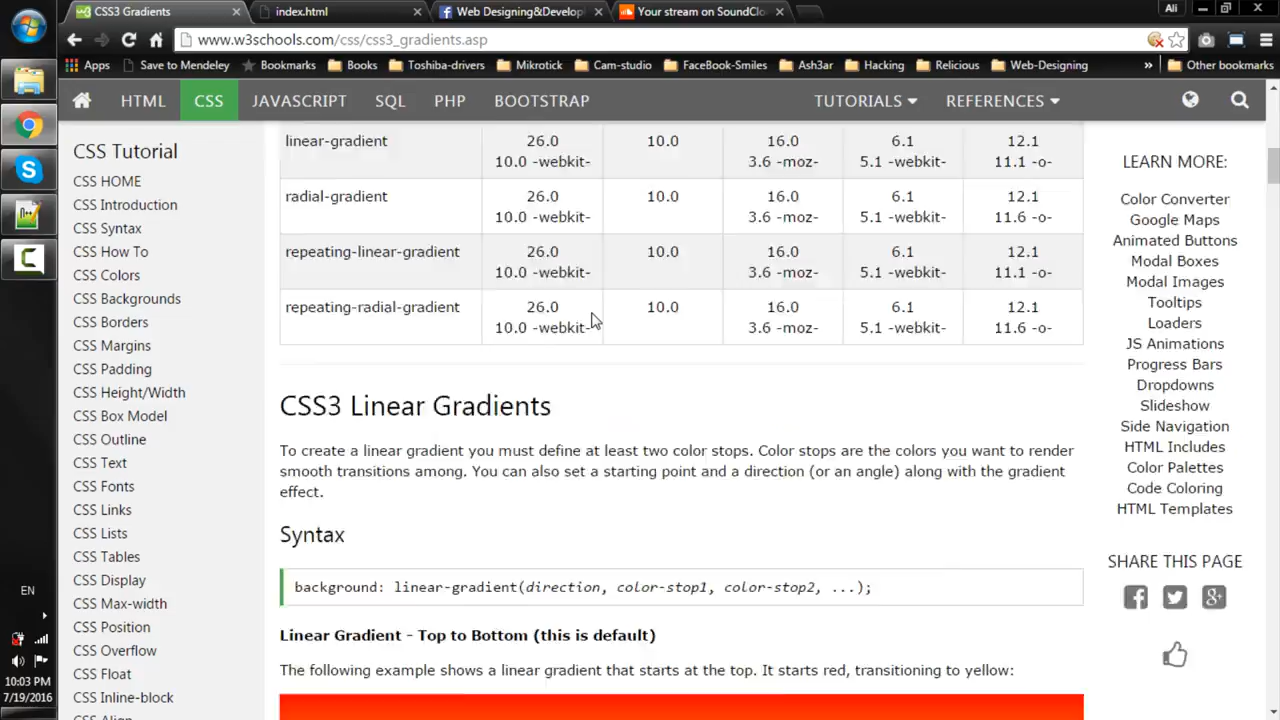 CSS3 Gradients
index.html
Web Designing&Develop
Your stream on SoundClo
Ali
www.w3schools.com/css/css3_gradients.asp
Apps
Save to Mendeley
Bookmarks
Books
Toshiba-drivers
Mikrotick
Cam-studio
FaceBook-Smiles
Ash3ar
Hacking
Relicious
Web-Designing
»
Other bookmarks
HTML
CSS
JAVASCRIPT
SQL
PHP
BOOTSTRAP
TUTORIALS
REFERENCES
CSS Tutorial
CSS HOME
CSS Introduction
CSS Syntax
CSS How To
CSS Colors
CSS Backgrounds
CSS Borders
CSS Margins
CSS Padding
CSS Height/Width
CSS Box Model
CSS Outline
CSS Text
CSS Fonts
CSS Links
CSS Lists
CSS Tables
CSS Display
CSS Max-width
CSS Position
CSS Overflow
CSS Float
CSS Inline-block
linear-gradient 26.0 10.0 16.0 6.1 12.1
10.0 -webkit- 3.6 -moz- 5.1 -webkit- 11.1 -o-
radial-gradient 26.0 10.0 16.0 6.1 12.1
10.0 -webkit- 3.6 -moz- 5.1 -webkit- 11.6 -o-
repeating-linear-gradient 26.0 10.0 16.0 6.1 12.1
10.0 -webkit- 3.6 -moz- 5.1 -webkit- 11.1 -o-
repeating-radial-gradient 26.0 10.0 16.0 6.1 12.1
10.0 -webkit- 3.6 -moz- 5.1 -webkit- 11.6 -o-
CSS3 Linear Gradients
To create a linear gradient you must define at least two color stops. Color stops are the colors you want to render
smooth transitions among. You can also set a starting point and a direction (or an angle) along with the gradient
effect.
Syntax
background: linear-gradient(direction, color-stop1, color-stop2, ...);
Linear Gradient - Top to Bottom (this is default)
The following example shows a linear gradient that starts at the top. It starts red, transitioning to yellow:
LEARN MORE:
Color Converter
Google Maps
Animated Buttons
Modal Boxes
Modal Images
Tooltips
Loaders
JS Animations
Progress Bars
Dropdowns
Slideshow
Side Navigation
HTML Includes
Color Palettes
Code Coloring
HTML Templates
SHARE THIS PAGE
EN
10:03 PM
7/19/2016